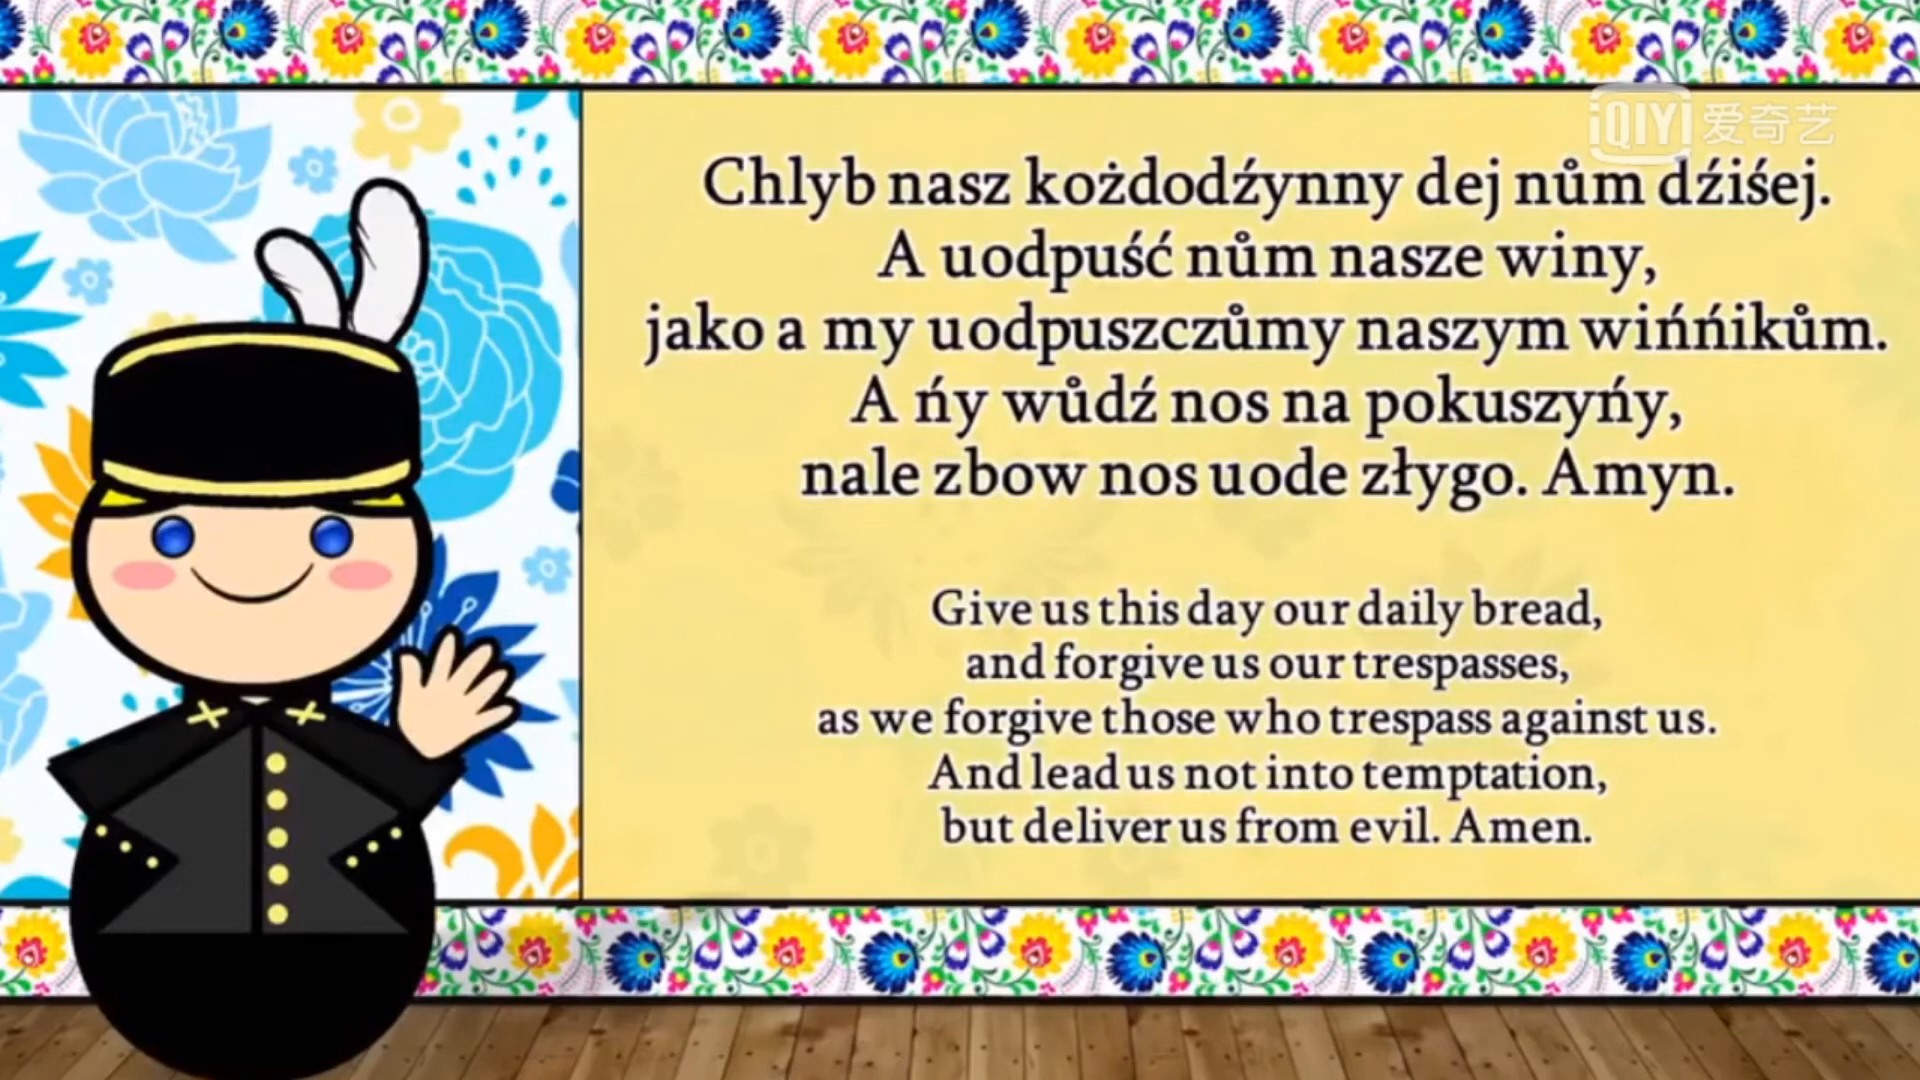 iQIYI 爱奇艺
Chlyb nasz kożdodźynny dej nům dźiśej.
A uodpuść nům nasze winy,
jako a my uodpuszczůmy naszym wińńikům.
A ńy wůdź nos na pokuszyńy,
nale zbow nos uode złygo. Amyn.
Give us this day our daily bread,
and forgive us our trespasses,
as we forgive those who trespass against us.
And lead us not into temptation,
but deliver us from evil. Amen.